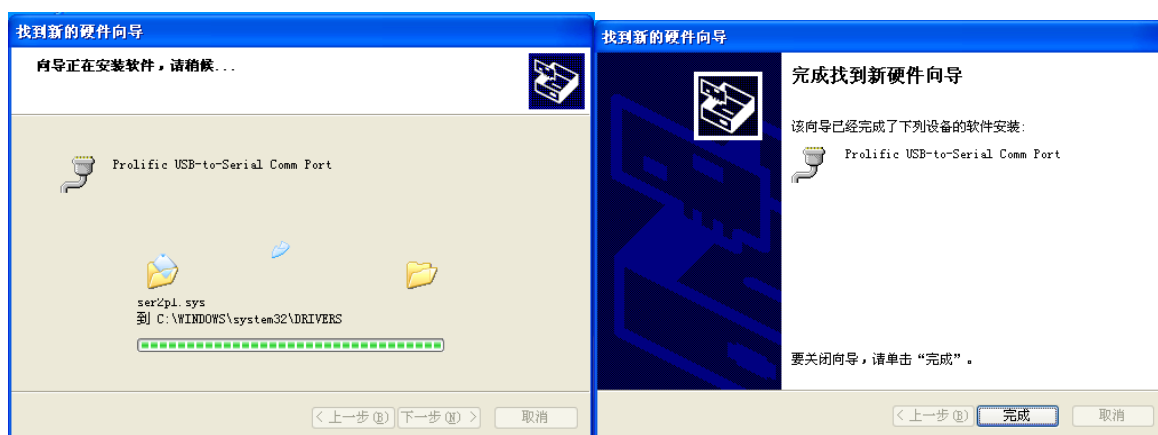 找到新的硬件向导
向导正在安装软件，请稍候...
Prolific USB-to-Serial Comm Port
ser2pl.sys
到 C:\WINDOWS\system32\DRIVERS
< 上一步(B)
下一步(N) >
取消
找到新的硬件向导
完成找到新硬件向导
该向导已经完成了下列设备的软件安装:
Prolific USB-to-Serial Comm Port
要关闭向导，请单击“完成”。
< 上一步(B)
完成
取消